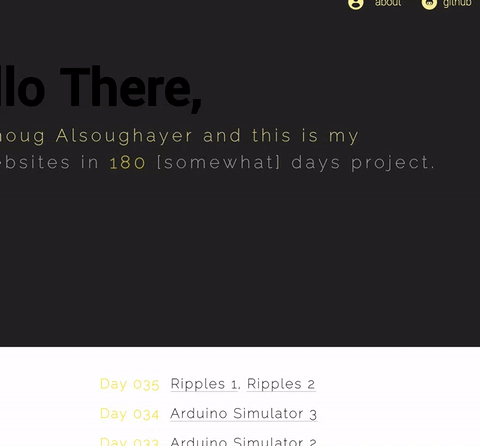 about github
llo There,
noug Alsoughayer and this is my
ebsites in 180 [somewhat] days project.
Day 035 Ripples 1, Ripples 2
Day 034 Arduino Simulator 3
Day 033 Arduino Simulator 2